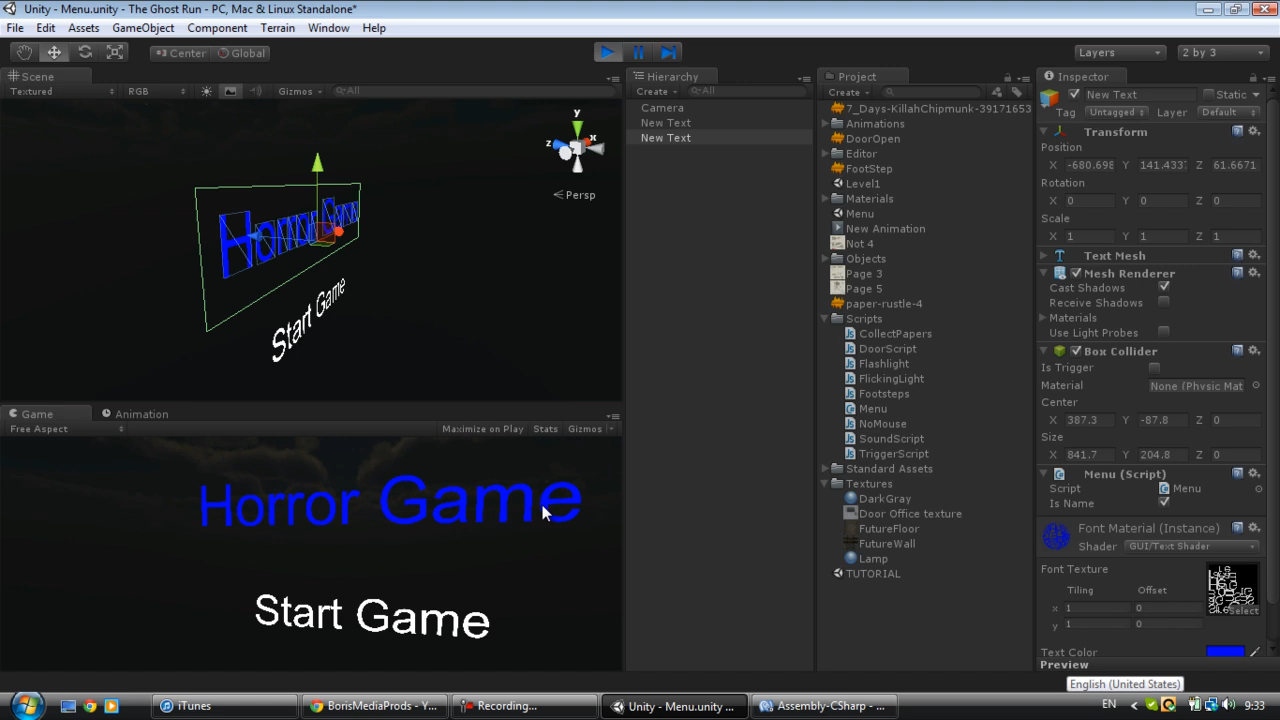 Unity - Menu.unity - The Ghost Run - PC, Mac & Linux Standalone*
File Edit Assets GameObject Component Terrain Window Help
Center Global
Layers
2 by 3
Scene
Textured RGB Gizmos All
y
x
z
Persp
Horror Game
Start Game
Game Animation
Free Aspect Maximize on Play Stats Gizmos
Horror Game
Start Game
Hierarchy
Create All
Camera
New Text
New Text
Project
Create
7_Days-KillahChipmunk-39171653
Animations
DoorOpen
Editor
FootStep
Level1
Materials
Menu
New Animation
Not 4
Objects
Page 3
Page 5
paper-rustle-4
Scripts
CollectPapers
DoorScript
Flashlight
FlickingLight
Footsteps
Menu
NoMouse
SoundScript
TriggerScript
Standard Assets
Textures
DarkGray
Door Office texture
FutureFloor
FutureWall
Lamp
TUTORIAL
Inspector
New Text Static
Tag Untagged Layer Default
Transform
Position
X -680.698 Y 141.433 Z 61.6671
Rotation
X 0 Y 0 Z 0
Scale
X 1 Y 1 Z 1
Text Mesh
Mesh Renderer
Cast Shadows
Receive Shadows
Materials
Use Light Probes
Box Collider
Is Trigger
Material None (Physic Mat
Center
X 387.3 Y -87.8 Z 0
Size
X 841.7 Y 204.8 Z 0
Menu (Script)
Script Menu
Is Name
Font Material (Instance)
Shader GUI/Text Shader
Font Texture
Tiling Offset
x 1 0
y 1 0
Select
Text Color
Preview
English (United States)
iTunes
BorisMediaProds Y...
Recording...
Unity - Menu.unity ...
Assembly-CSharp - ...
EN
9:33